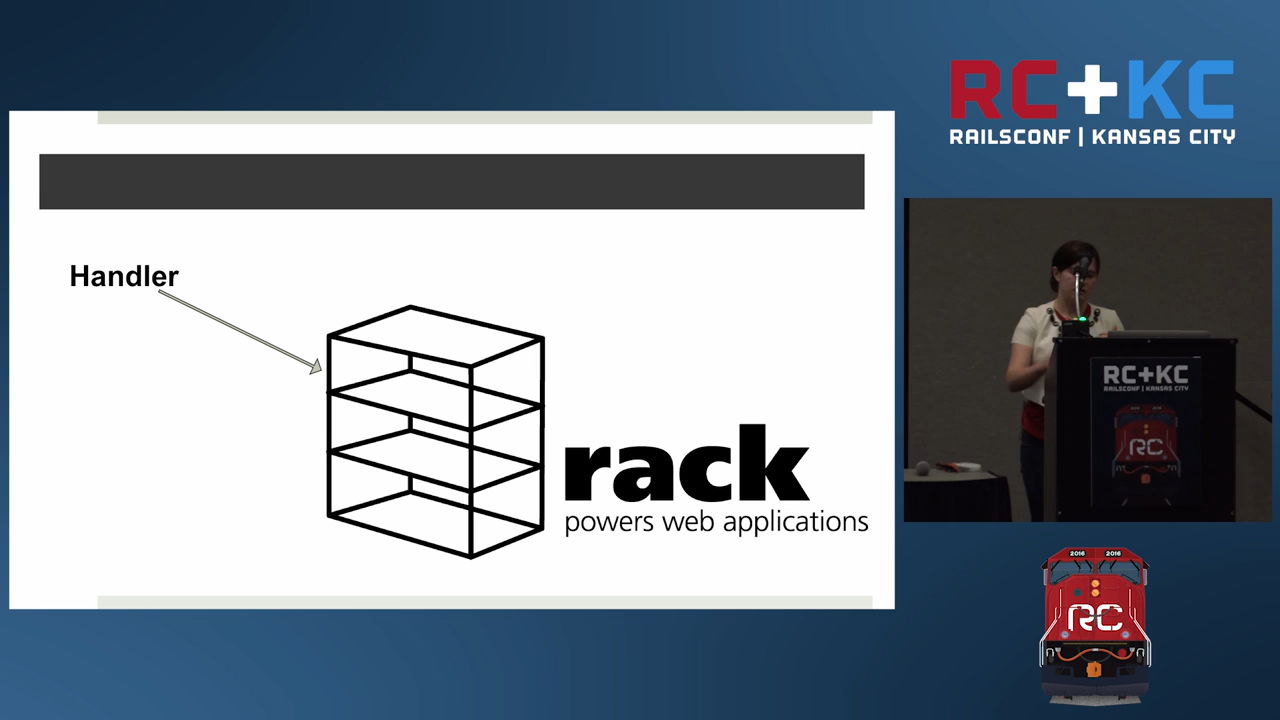 RC+KC
RAILSCONF | KANSAS CITY
Handler
rack
powers web applications
RC+KC
RAILSCONF | KANSAS CITY
RC
2016 2016
RC